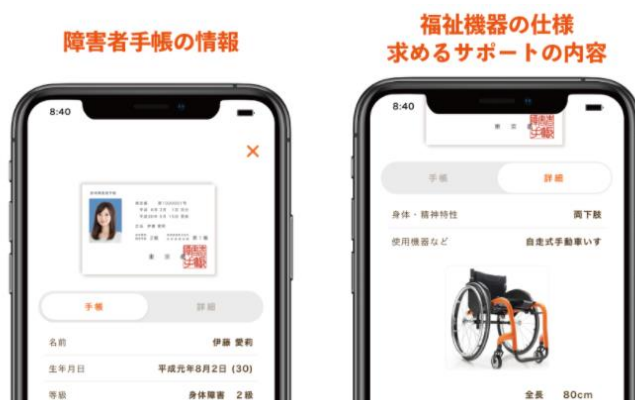 障害者手帳の情報
8:40
×
手帳
詳細
名前 伊藤 愛莉
生年月日 平成元年8月2日 (30)
等級 身体障害 2級
福祉機器の仕様
求めるサポートの内容
8:40
手帳
詳細
身体・精神特性 両下肢
使用機器など 自走式手動車いす
全長 80cm